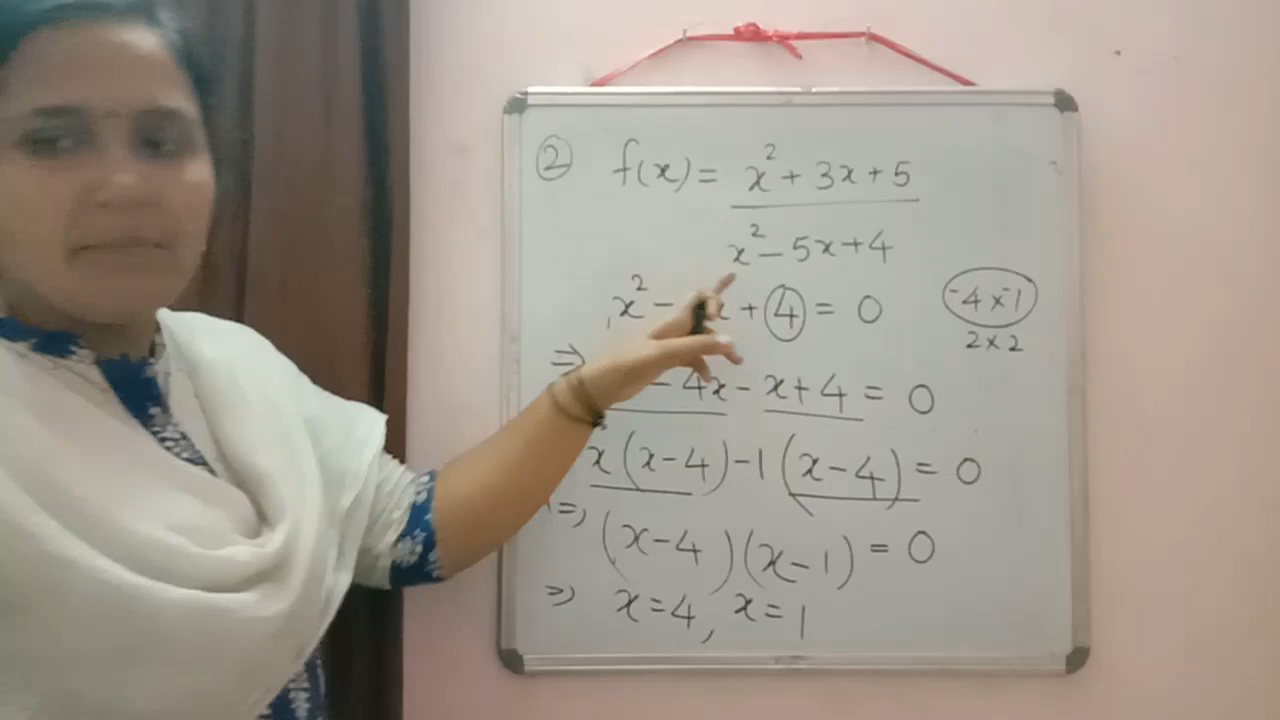 ② f(x) = x² + 3x + 5
x² - 5x + 4
x² - x + 4 = 0
-4 x -1
2 x 2
⇒ - 4x - x + 4 = 0
x (x - 4) - 1 (x - 4) = 0
⇒ (x - 4) (x - 1) = 0
⇒ x = 4, x = 1